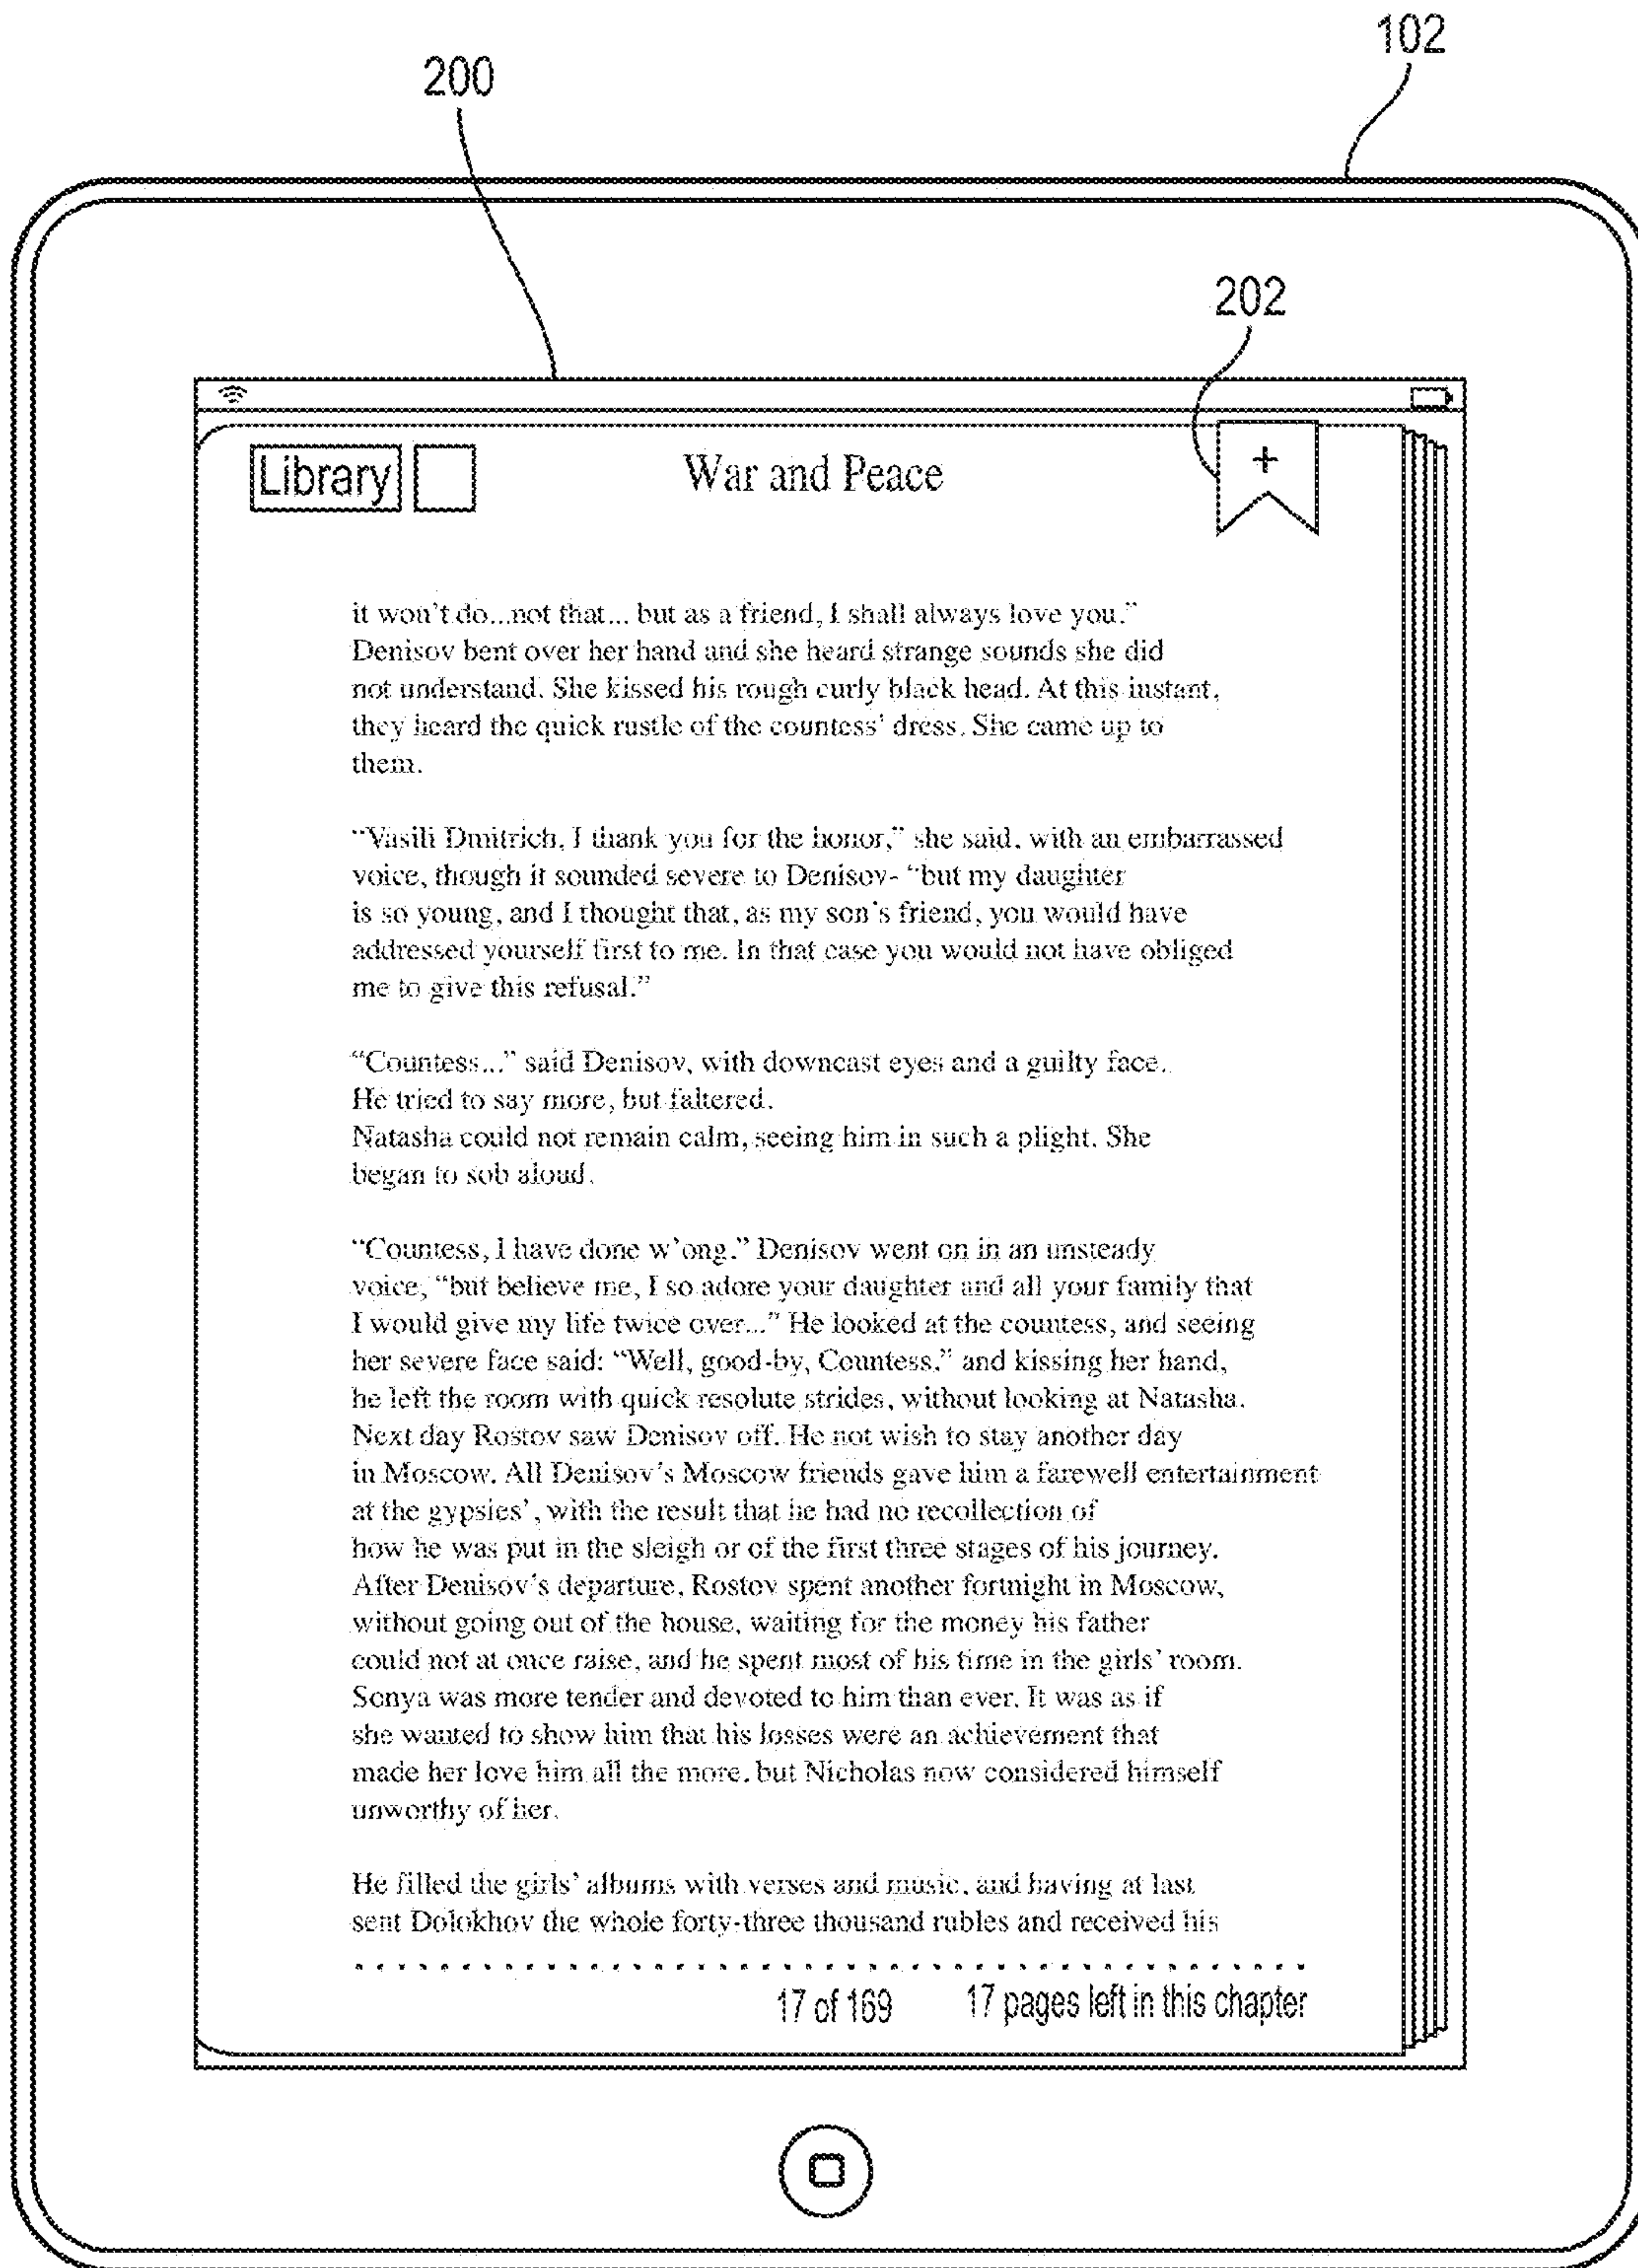 102
200
202
Library
War and Peace
it won't do...not that... but as a friend, I shall always love you."
Denisov bent over her hand and she heard strange sounds she did
not understand. She kissed his rough curly black head. At this instant,
they heard the quick rustle of the countess' dress. She came up to
them.
"Vasili Dmitrich, I thank you for the honor," she said, with an embarrassed
voice, though it sounded severe to Denisov- "but my daughter
is so young, and I thought that, as my son's friend, you would have
addressed yourself first to me. In that case you would not have obliged
me to give this refusal."
"Countess..." said Denisov, with downcast eyes and a guilty face.
He tried to say more, but faltered.
Natasha could not remain calm, seeing him in such a plight. She
began to sob aloud.
"Countess, I have done w'ong." Denisov went on in an unsteady
voice, "but believe me, I so adore your daughter and all your family that
I would give my life twice over..." He looked at the countess, and seeing
her severe face said: "Well, good-by, Countess," and kissing her hand,
he left the room with quick resolute strides, without looking at Natasha.
Next day Rostov saw Denisov off. He not wish to stay another day
in Moscow. All Denisov's Moscow friends gave him a farewell entertainment
at the gypsies', with the result that he had no recollection of
how he was put in the sleigh or of the first three stages of his journey.
After Denisov's departure, Rostov spent another fortnight in Moscow,
without going out of the house, waiting for the money his father
could not at once raise, and he spent most of his time in the girls' room.
Sonya was more tender and devoted to him than ever. It was as if
she wanted to show him that his losses were an achievement that
made her love him all the more, but Nicholas now considered himself
unworthy of her.
He filled the girls' albums with verses and music, and having at last
sent Dolokhov the whole forty-three thousand rubles and received his
17 of 169 17 pages left in this chapter